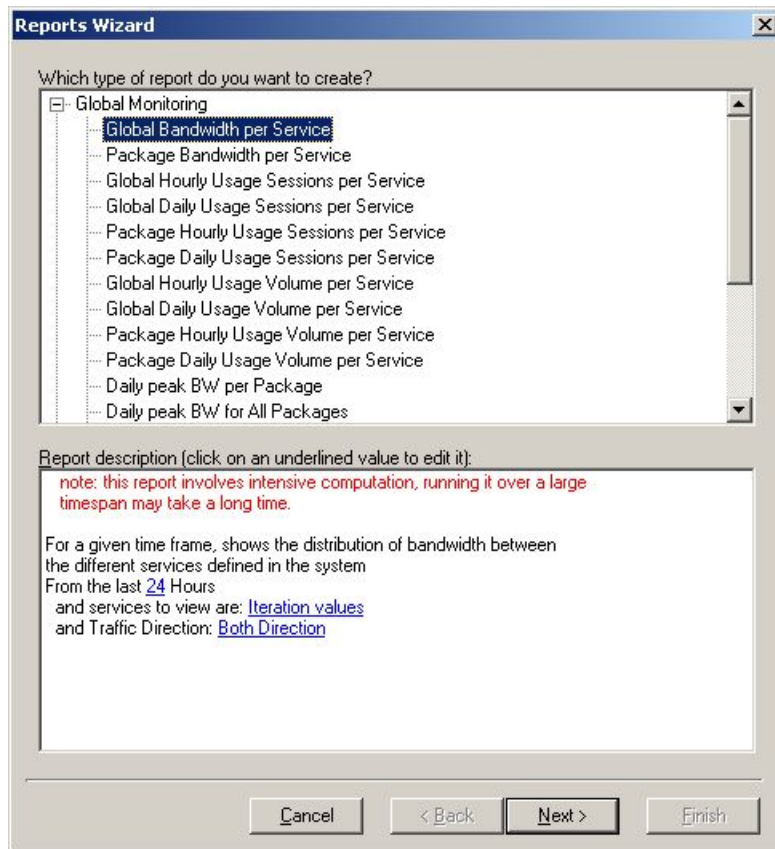 Reports Wizard
Which type of report do you want to create?
Global Monitoring
Global Bandwidth per Service
Package Bandwidth per Service
Global Hourly Usage Sessions per Service
Global Daily Usage Sessions per Service
Package Hourly Usage Sessions per Service
Package Daily Usage Sessions per Service
Global Hourly Usage Volume per Service
Global Daily Usage Volume per Service
Package Hourly Usage Volume per Service
Package Daily Usage Volume per Service
Daily peak BW per Package
Daily peak BW for All Packages
Report description (click on an underlined value to edit it):
note: this report involves intensive computation, running it over a large
timespan may take a long time.
For a given time frame, shows the distribution of bandwidth between
the different services defined in the system
From the last 24 Hours
and services to view are: Iteration values
and Traffic Direction: Both Direction
Cancel < Back Next > Finish